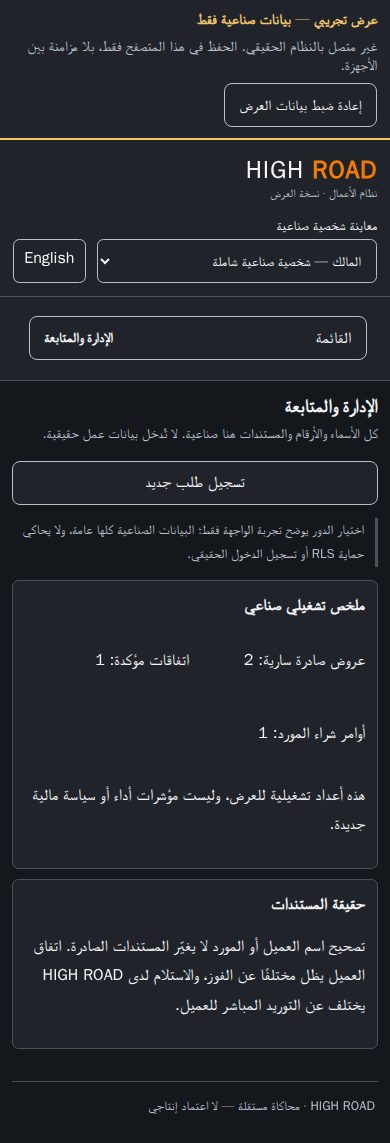 عرض تجريبي — بيانات صناعية فقط
غير متصل بالنظام الحقيقي. الحفظ في هذا المتصفح فقط، بلا مزامنة بين
الأجهزة.
إعادة ضبط بيانات العرض
HIGH ROAD
نظام الأعمال · نسخة العرض
معاينة شخصية صناعية
المالك — شخصية صناعية شاملة
English
القائمة
الإدارة والمتابعة
الإدارة والمتابعة
كل الأسماء والأرقام والمستندات هنا صناعية. لا تُدخل بيانات عمل حقيقية.
تسجيل طلب جديد
اختيار الدور يوضح تجربة الواجهة فقط؛ البيانات الصناعية كلها عامة، ولا يحاكي
حماية RLS أو تسجيل الدخول الحقيقي.
ملخص تشغيلي صناعي
عروض صادرة سارية: 2
اتفاقات مؤكدة: 1
أوامر شراء المورد: 1
هذه أعداد تشغيلية للعرض، وليست مؤشرات أداء أو سياسة مالية
جديدة.
حقيقة المستندات
تصحيح اسم العميل أو المورد لا يغيّر المستندات الصادرة. اتفاق
العميل يظل مختلفًا عن الفوز، والاستلام لدى HIGH ROAD
يختلف عن التوريد المباشر للعميل.
HIGH ROAD · محاكاة مستقلة — لا اعتماد إنتاجي